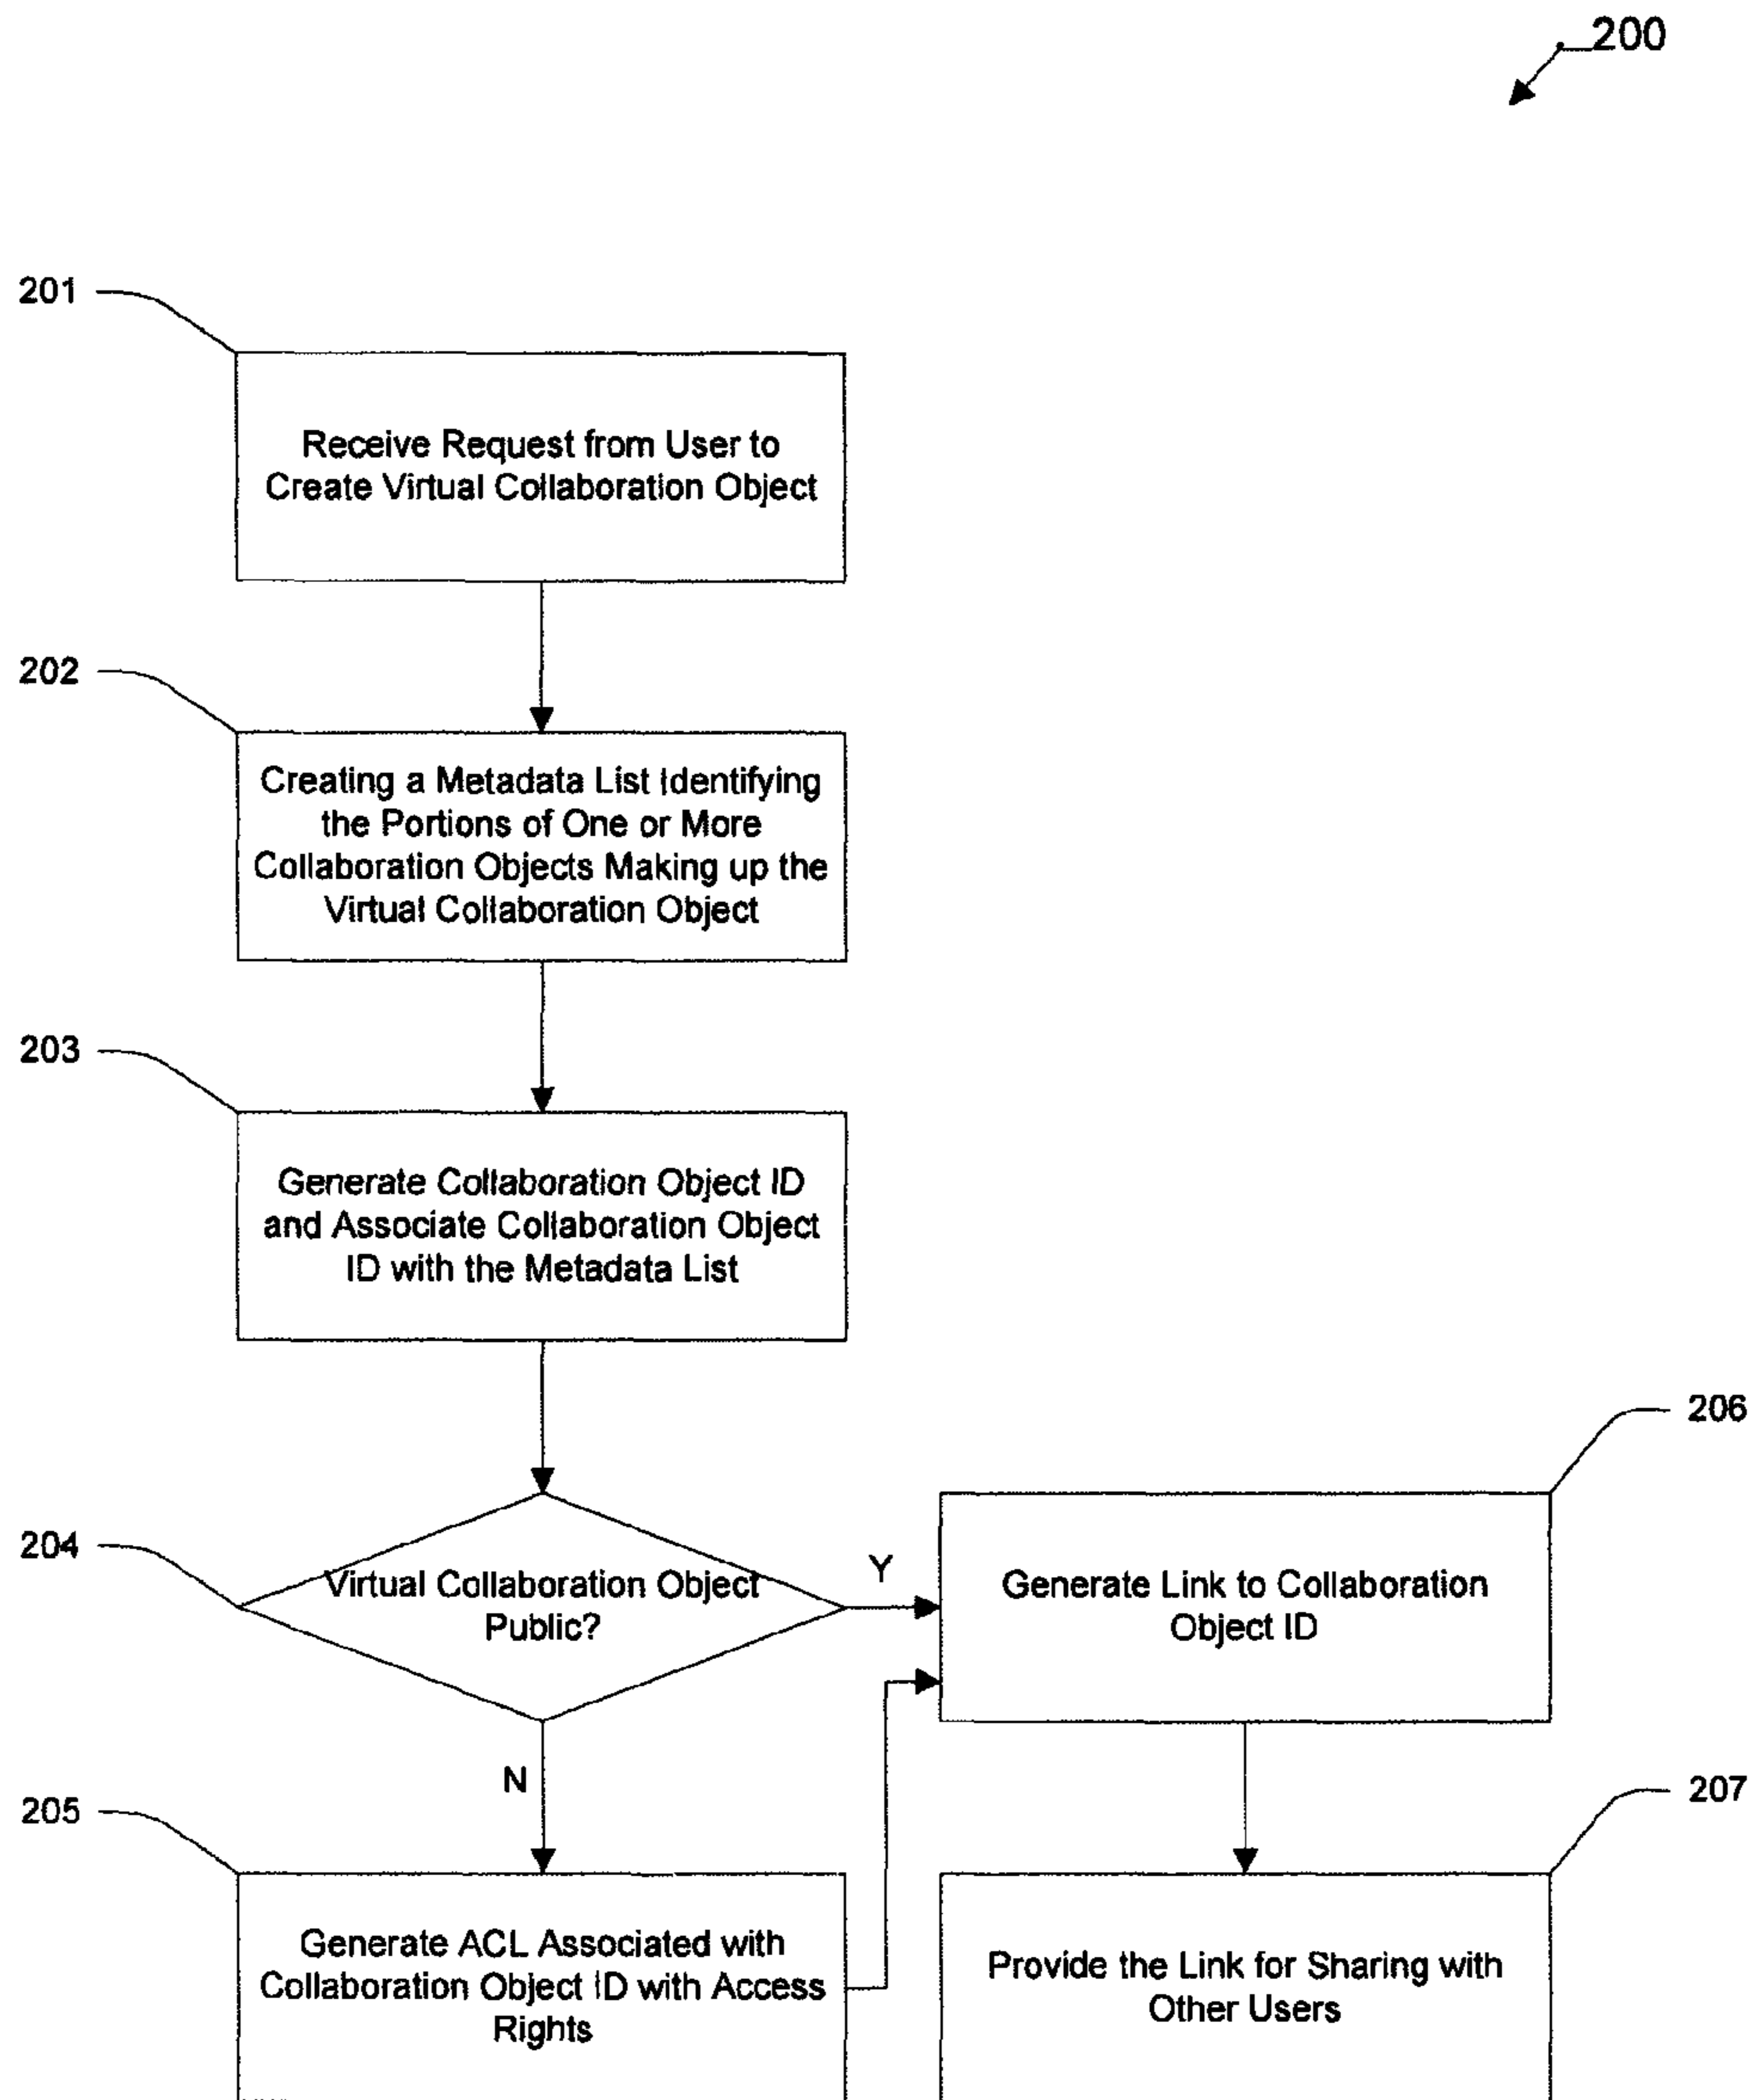 200
201
Receive Request from User to
Create Virtual Collaboration Object
202
Creating a Metadata List Identifying
the Portions of One or More
Collaboration Objects Making up the
Virtual Collaboration Object
203
Generate Collaboration Object ID
and Associate Collaboration Object
ID with the Metadata List
204
Virtual Collaboration Object
Public?
Y
N
206
Generate Link to Collaboration
Object ID
205
Generate ACL Associated with
Collaboration Object ID with Access
Rights
207
Provide the Link for Sharing with
Other Users